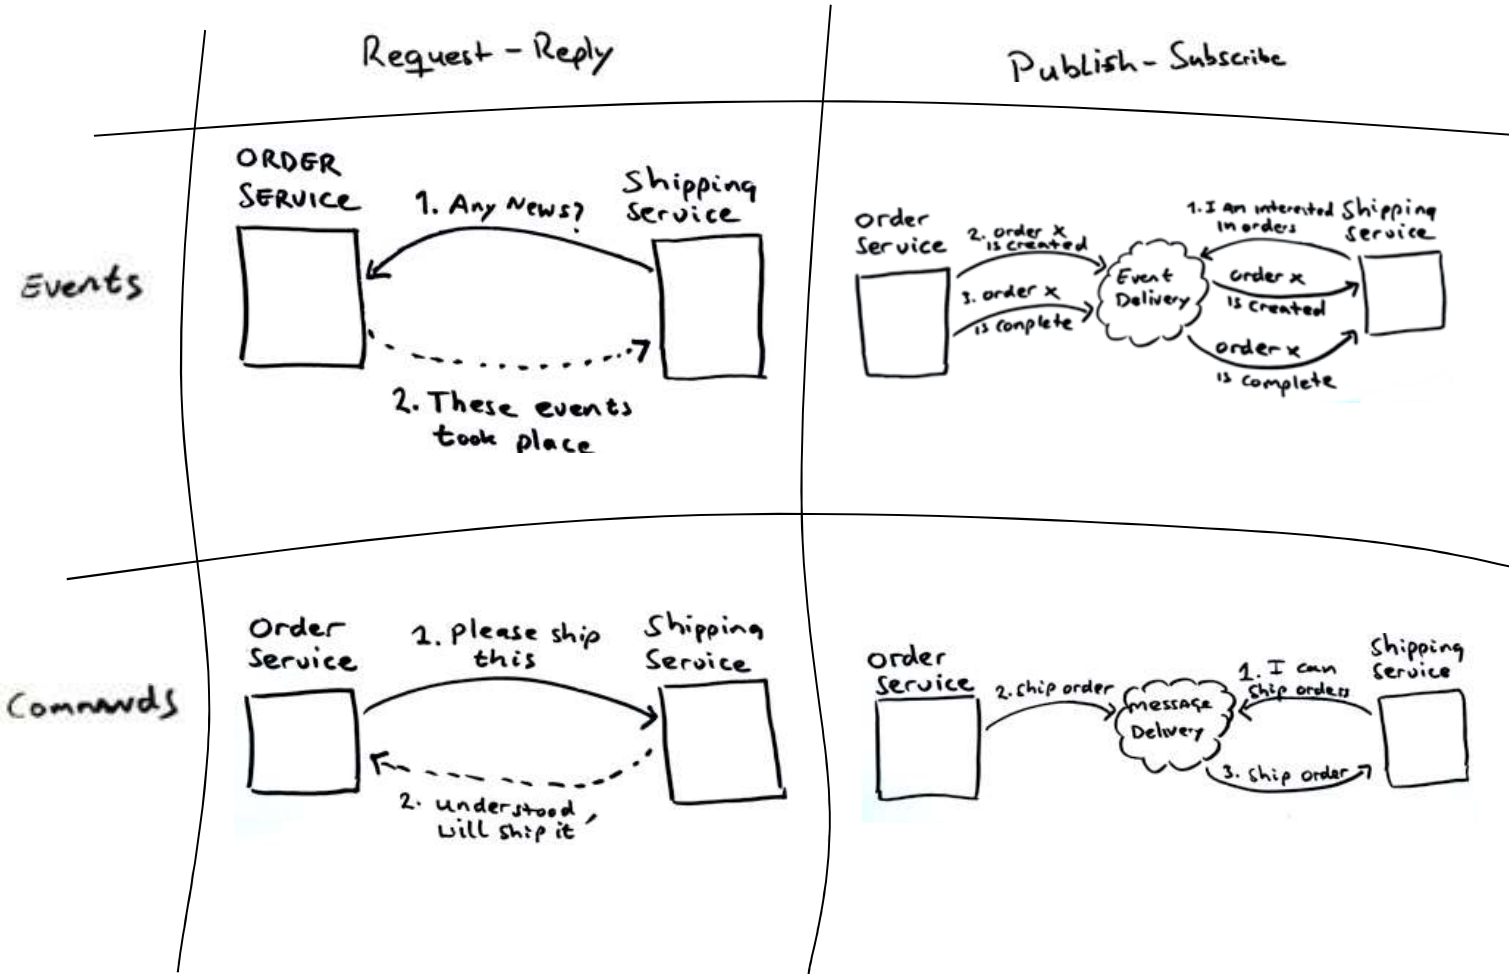 Request-Reply
Publish-Subscribe
Events
ORDER
SERVICE
1. Any News?
Shipping
Service
2. These events
took place
order
Service
2. order x
is created
3. order x
is complete
Event
Delivery
1. I am interested
in orders
Shipping
Service
order x
is created
order x
is complete
Commands
Order
Service
1. Please ship
this
Shipping
Service
2. understood,
will ship it
order
Service
2. ship order
message
Delivery
1. I can
ship orders
Shipping
Service
3. ship order